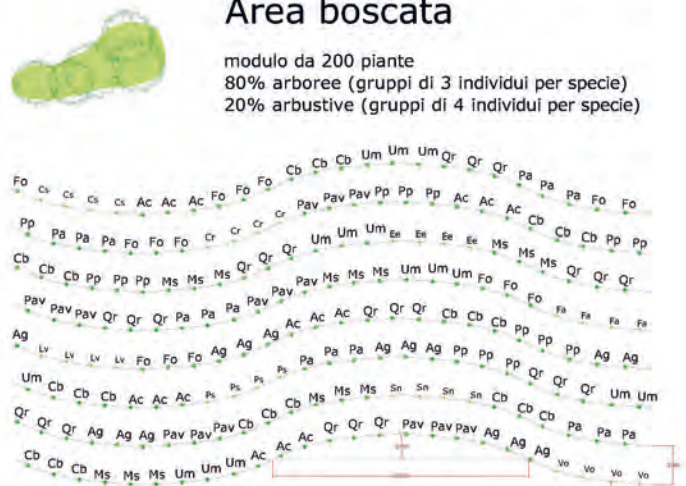 Area boscata
modulo da 200 piante
80% arboree (gruppi di 3 individui per specie)
20% arbustive (gruppi di 4 individui per specie)
Fo Cs Cs Cs Cs Ac Ac Ac Fo Fo Fo Cb Cb Cb Um Um Um Qr Qr Qr Pa Pa Pa Fo Fo
Pp Pa Pa Pa Fo Fo Fo Cr Cr Cr Cr Pav Pav Pav Pp Pp Pp Ac Ac Ac Cb Cb Cb Pp Pp
Cb Cb Cb Pp Pp Pp Ms Ms Ms Qr Qr Qr Um Um Um Ee Ee Ee Ee Ms Ms Ms Qr Qr Qr
Pav Pav Pav Qr Qr Qr Pa Pa Pa Pav Pav Pav Ms Ms Ms Um Um Um Fo Fo Fo Fa Fa Fa Fa
Ag Lv Lv Lv Lv Fo Fo Fo Ag Ag Ag Ac Ac Ac Qr Qr Qr Cb Cb Cb Pp Pp Pp Ag Ag
Um Cb Cb Cb Ac Ac Ac Ps Ps Ps Ps Pa Pa Pa Ag Ag Ag Pp Pp Pp Qr Qr Qr Um Um
Qr Qr Qr Ag Ag Ag Pav Pav Pav Cb Cb Cb Ms Ms Ms Sn Sn Sn Sn Cb Cb Cb Pa Pa Pa
Cb Cb Cb Ms Ms Ms Um Um Um Ac Ac Ac Qr Qr Qr Pav Pav Pav Ag Ag Ag Vo Vo Vo Vo